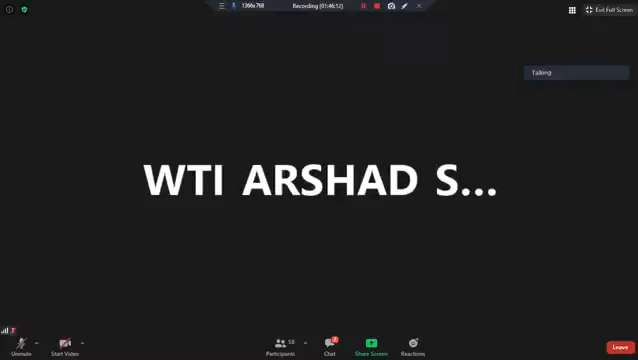 1366x768
Recording [01:46:12]
Exit Full Screen
Talking
WTI ARSHAD S...
Unmute
Start Video
Participants
58
Chat
Share Screen
Reactions
Leave